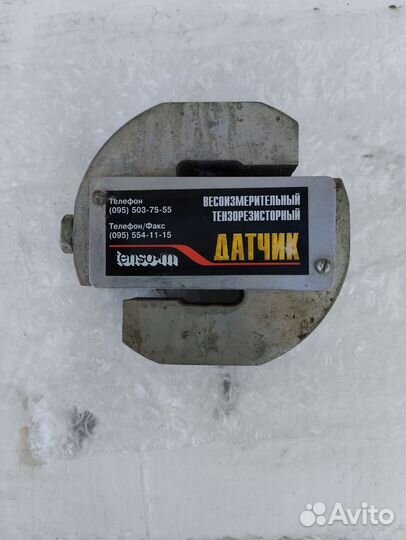 Телефон
(095) 503-75-55
Телефон/Факс
(095) 554-11-15
tenso-m
ВЕСОИЗМЕРИТЕЛЬНЫЙ
ТЕНЗОРЕЗИСТОРНЫЙ
ДАТЧИК
Avito